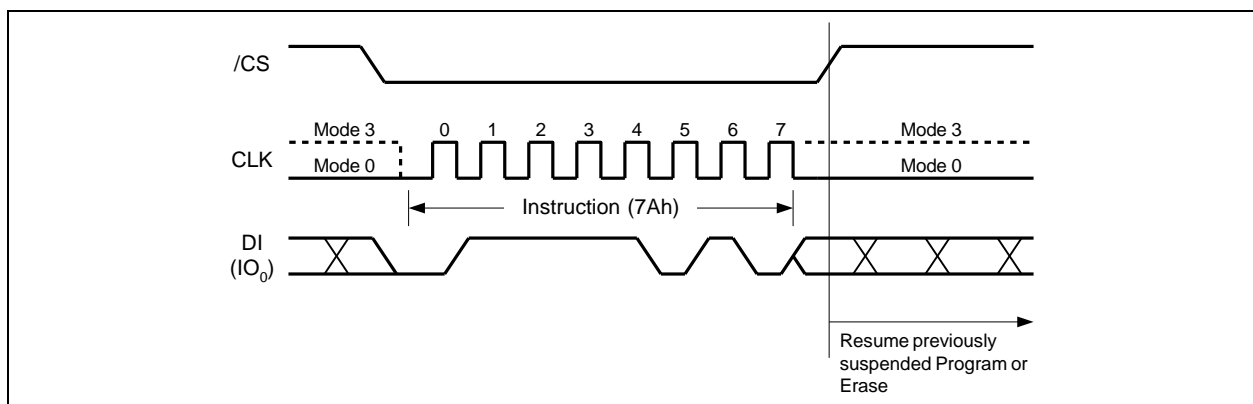 /CS
0 1 2 3 4 5 6 7
Mode 3 Mode 3
CLK
Mode 0 Mode 0
Instruction (7Ah)
DI
(IO0)
Resume previously
suspended Program or
Erase